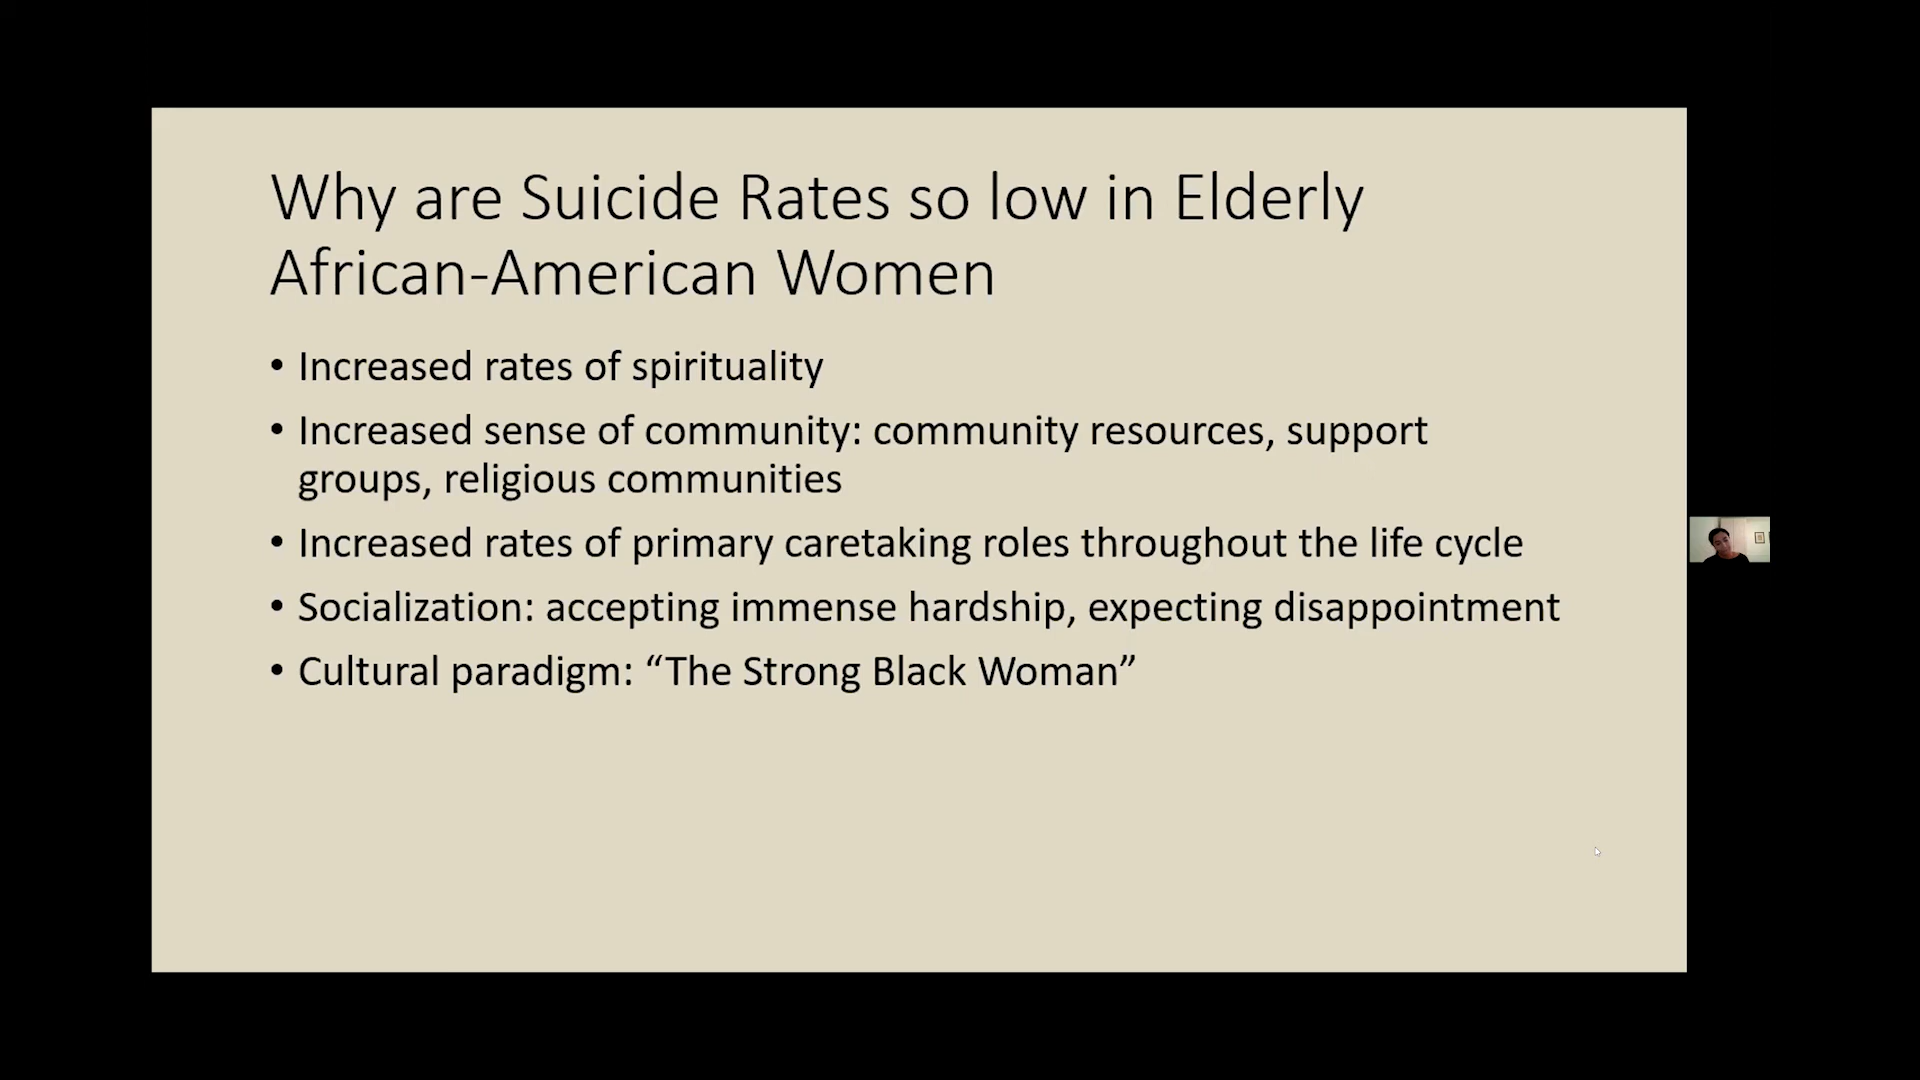 Why are Suicide Rates so low in Elderly
African-American Women
• Increased rates of spirituality
• Increased sense of community: community resources, support
groups, religious communities
• Increased rates of primary caretaking roles throughout the life cycle
• Socialization: accepting immense hardship, expecting disappointment
• Cultural paradigm: “The Strong Black Woman”